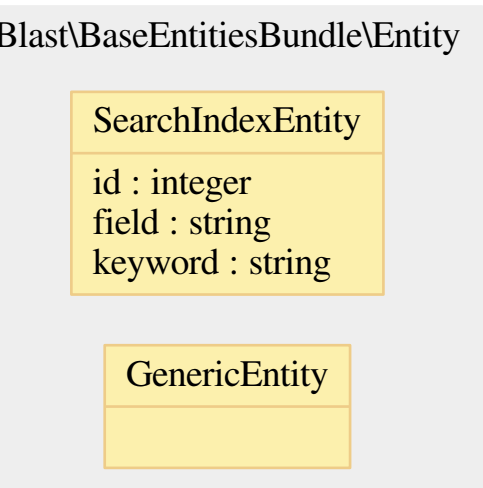 Blast\BaseEntitiesBundle\Entity
SearchIndexEntity
id : integer
field : string
keyword : string
GenericEntity